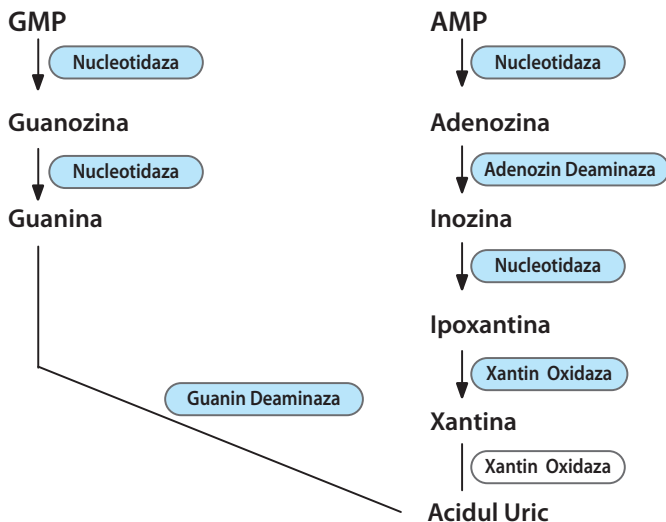 GMP
Nucleotidaza
Guanozina
Nucleotidaza
Guanina
Guanin Deaminaza
AMP
Nucleotidaza
Adenozina
Adenozin Deaminaza
Inozina
Nucleotidaza
Ipoxantina
Xantin Oxidaza
Xantina
Xantin Oxidaza
Acidul Uric